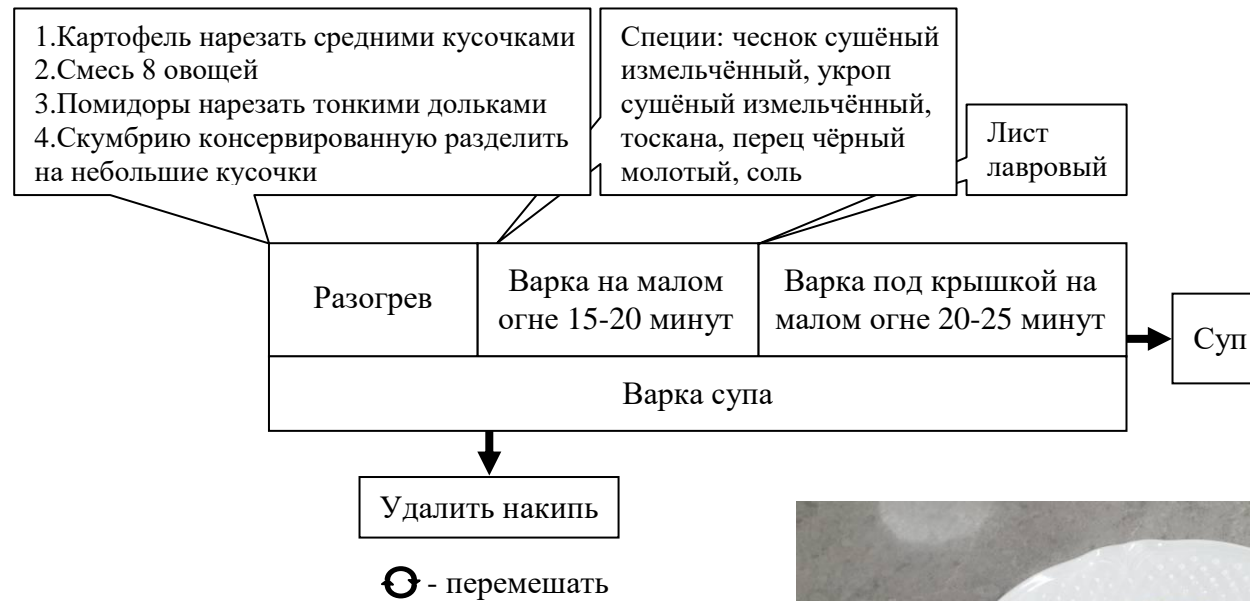 1.Картофель нарезать средними кусочками
2.Смесь 8 овощей
3.Помидоры нарезать тонкими дольками
4.Скумбрию консервированную разделить
на небольшие кусочки
Специи: чеснок сушёный
измельчённый, укроп
сушёный измельчённый,
тоскана, перец чёрный
молотый, соль
Лист
лавровый
Разогрев
Варка на малом
огне 15-20 минут
Варка под крышкой на
малом огне 20-25 минут
Суп
Варка супа
Удалить накипь
- перемешать